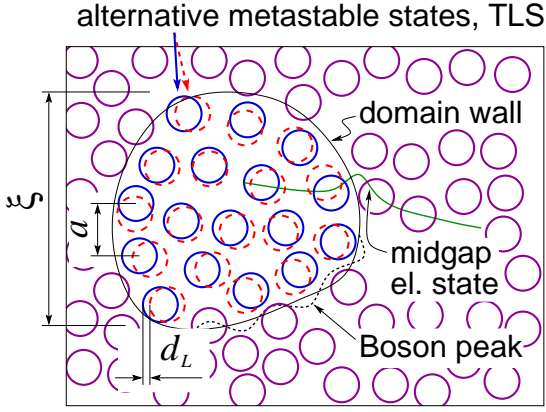 alternative metastable states, TLS
domain wall
ξ
a
midgap
el. state
Boson peak
d_L